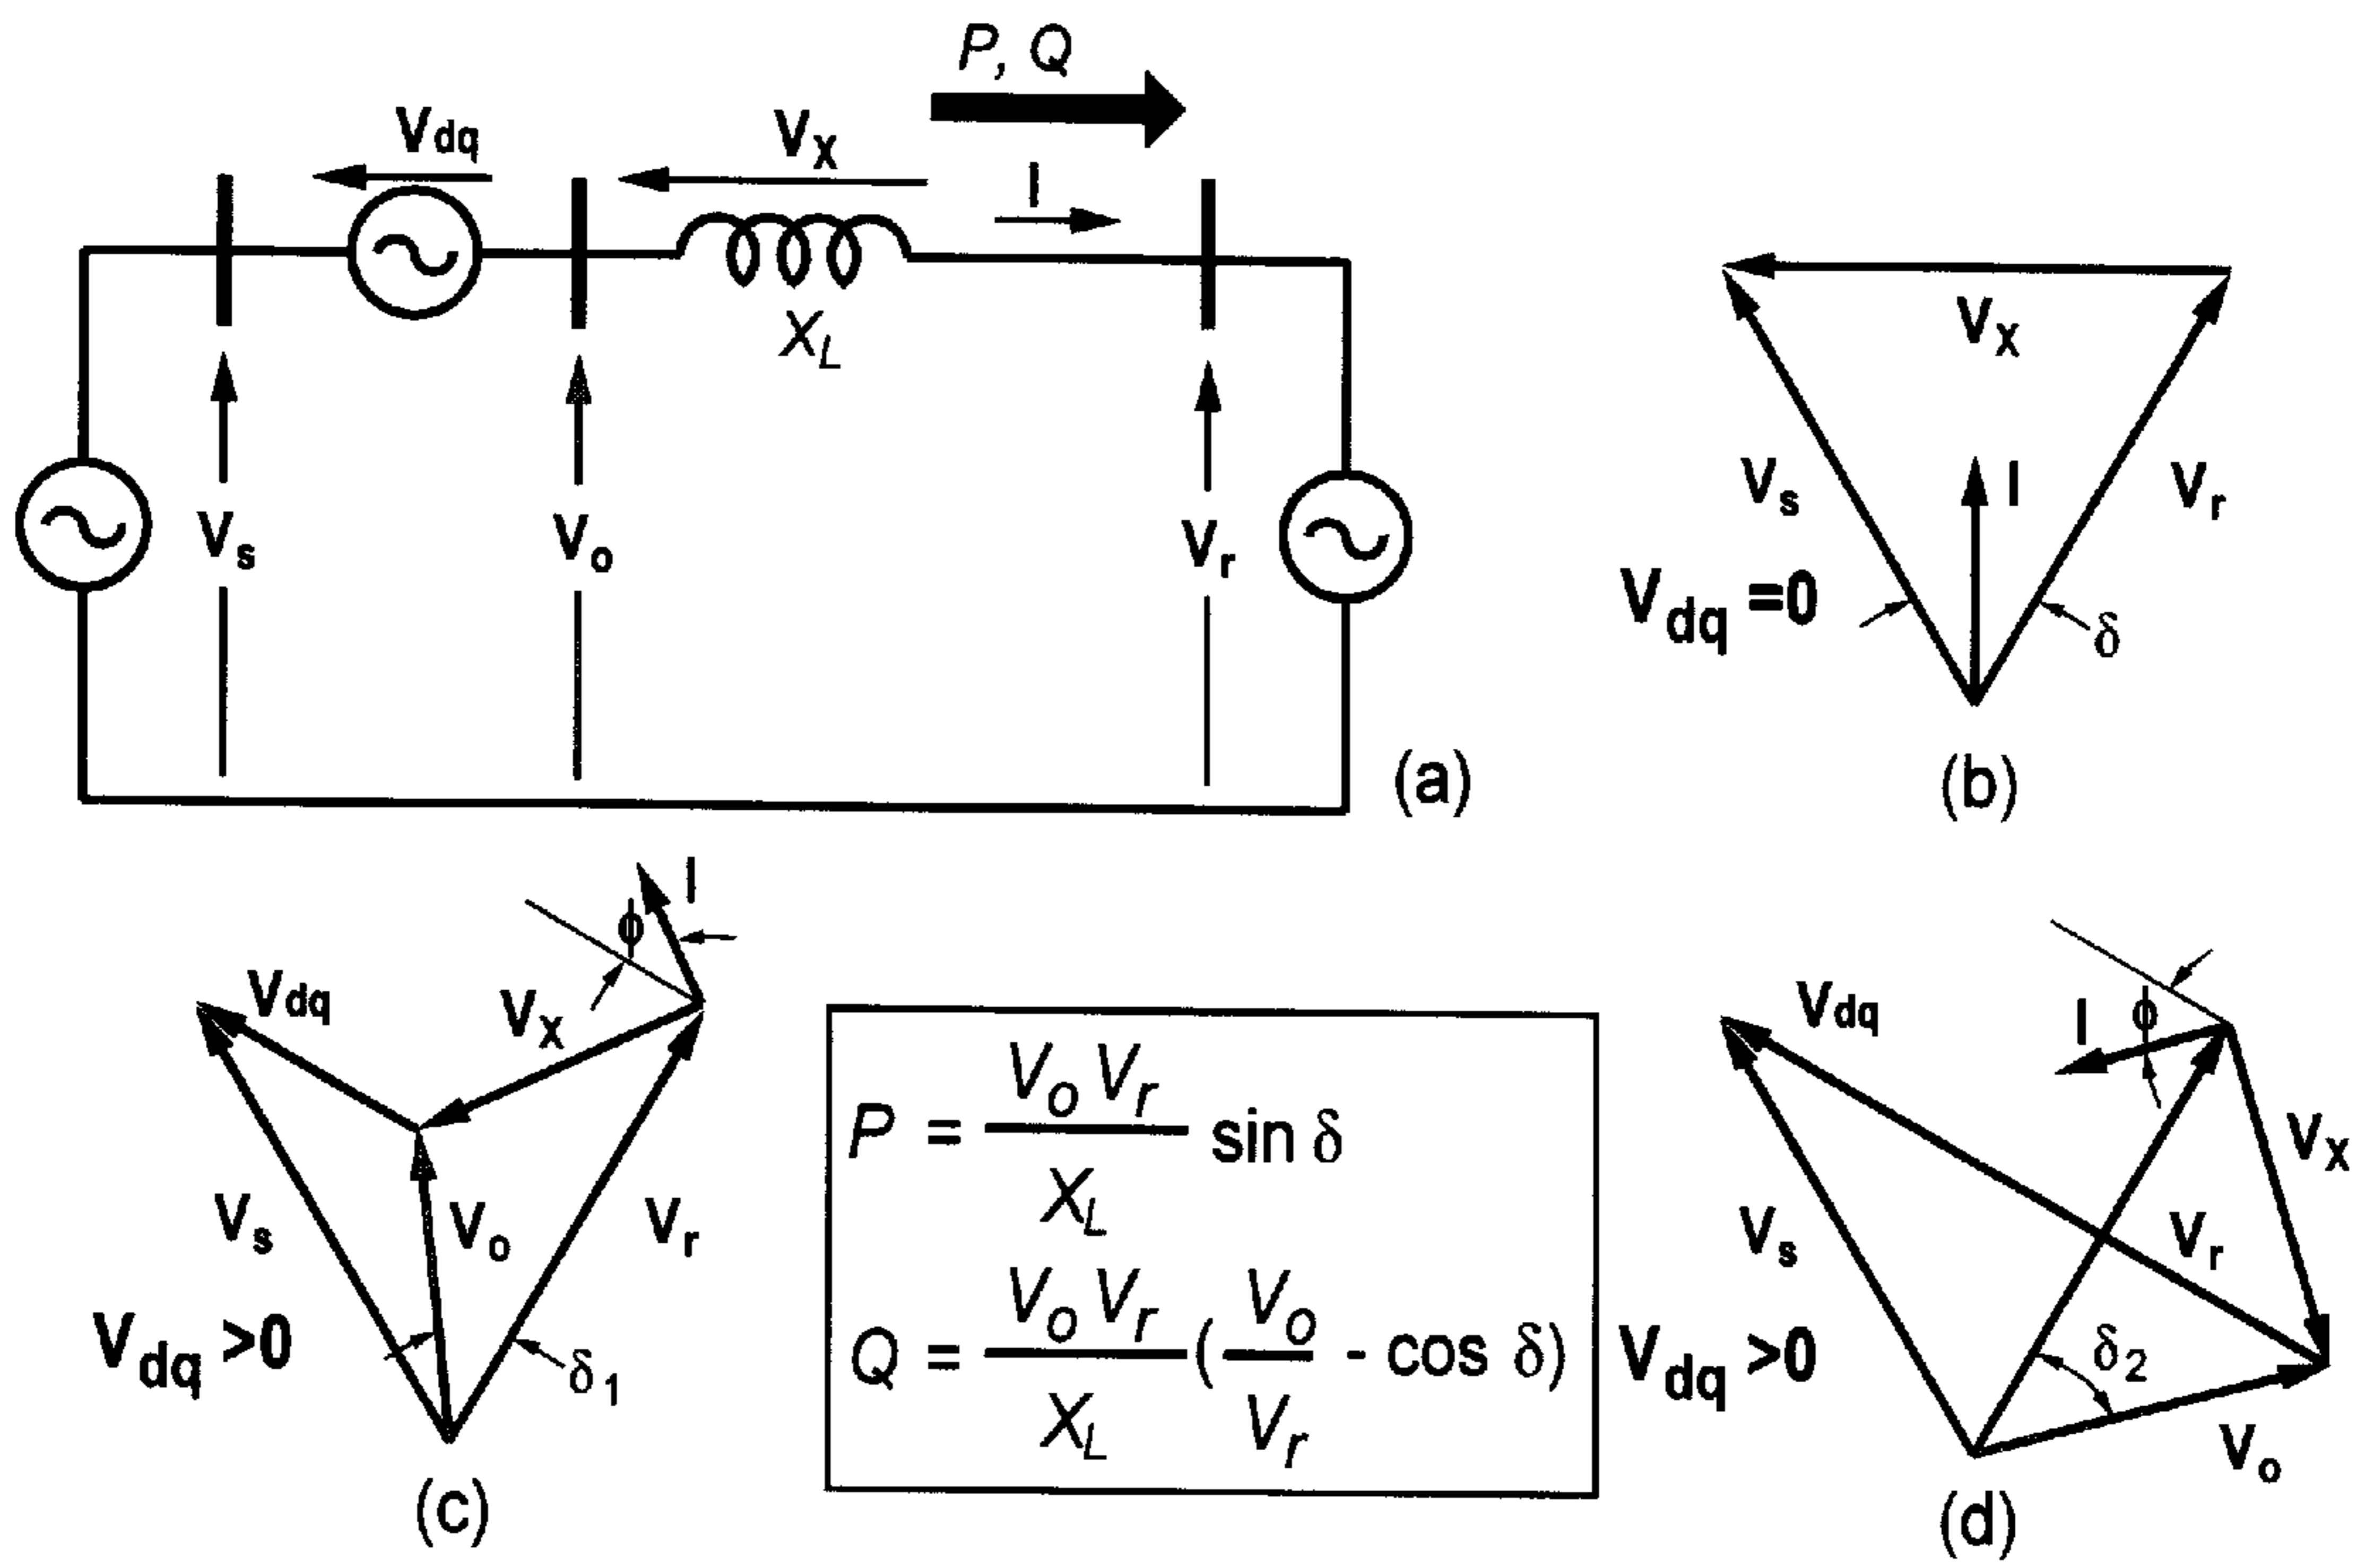 P, Q
Vdq
Vx
I
XL
Vs
Vo
Vr
(a)
Vx
Vs
I
Vr
Vdq =0
δ
(b)
I
ϕ
Vdq
Vx
Vs
Vo
Vr
Vdq >0
δ1
(c)
P = Vo Vr / XL sin δ
Q = Vo Vr / XL (Vo / Vr - cos δ)
Vdq
I
ϕ
Vx
Vs
Vr
Vdq >0
δ2
Vo
(d)